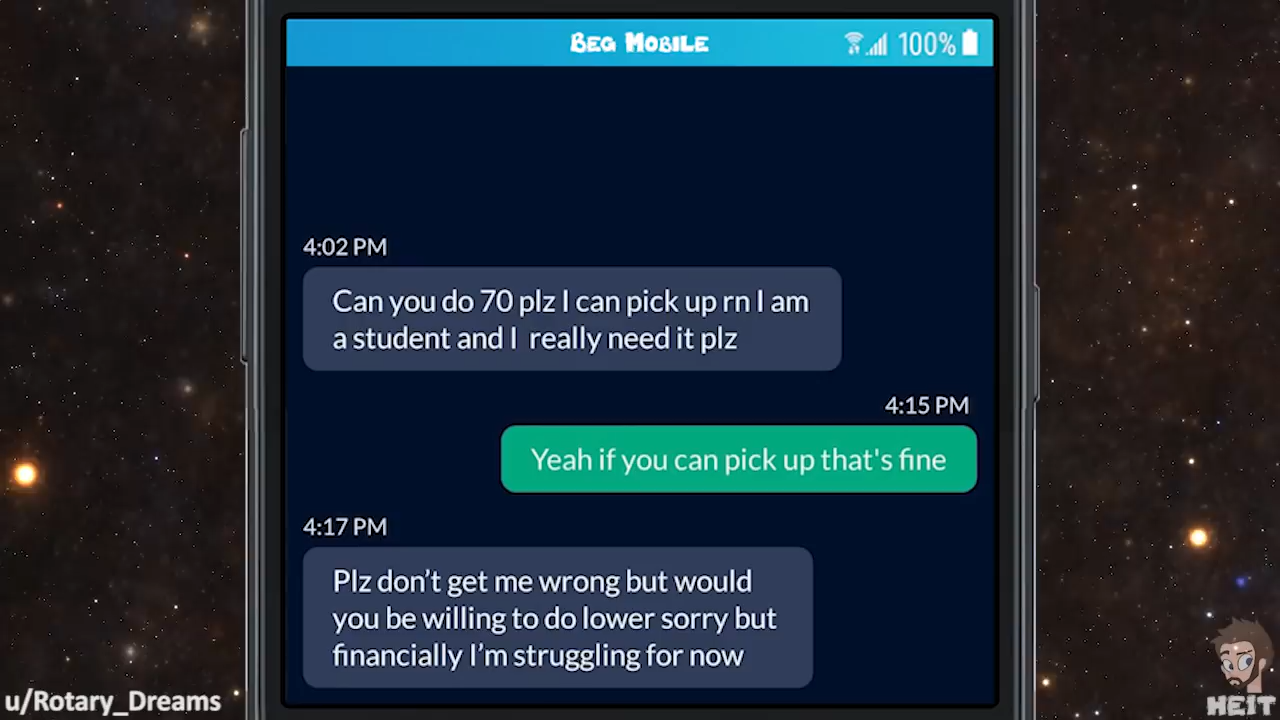 BEG MOBILE
100%
4:02 PM
Can you do 70 plz I can pick up rn I am
a student and I really need it plz
4:15 PM
Yeah if you can pick up that's fine
4:17 PM
Plz don’t get me wrong but would
you be willing to do lower sorry but
financially I’m struggling for now
u/Rotary_Dreams
HEIT